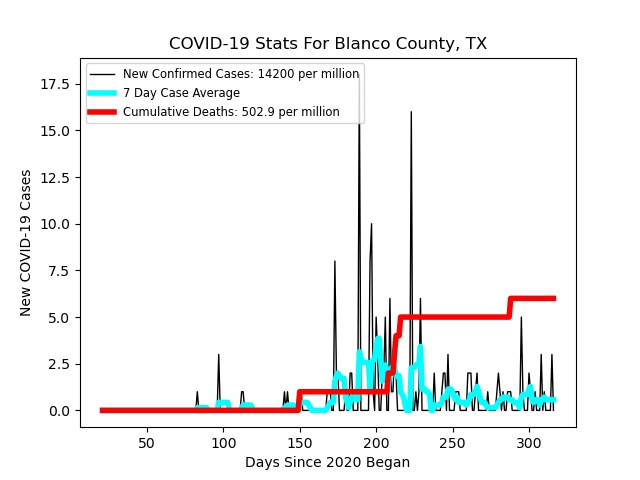 COVID-19 Stats For Blanco County, TX
New Confirmed Cases: 14200 per million
7 Day Case Average
Cumulative Deaths: 502.9 per million
New COVID-19 Cases
17.5
15.0
12.5
10.0
7.5
5.0
2.5
0.0
50
100
150
200
250
300
Days Since 2020 Began